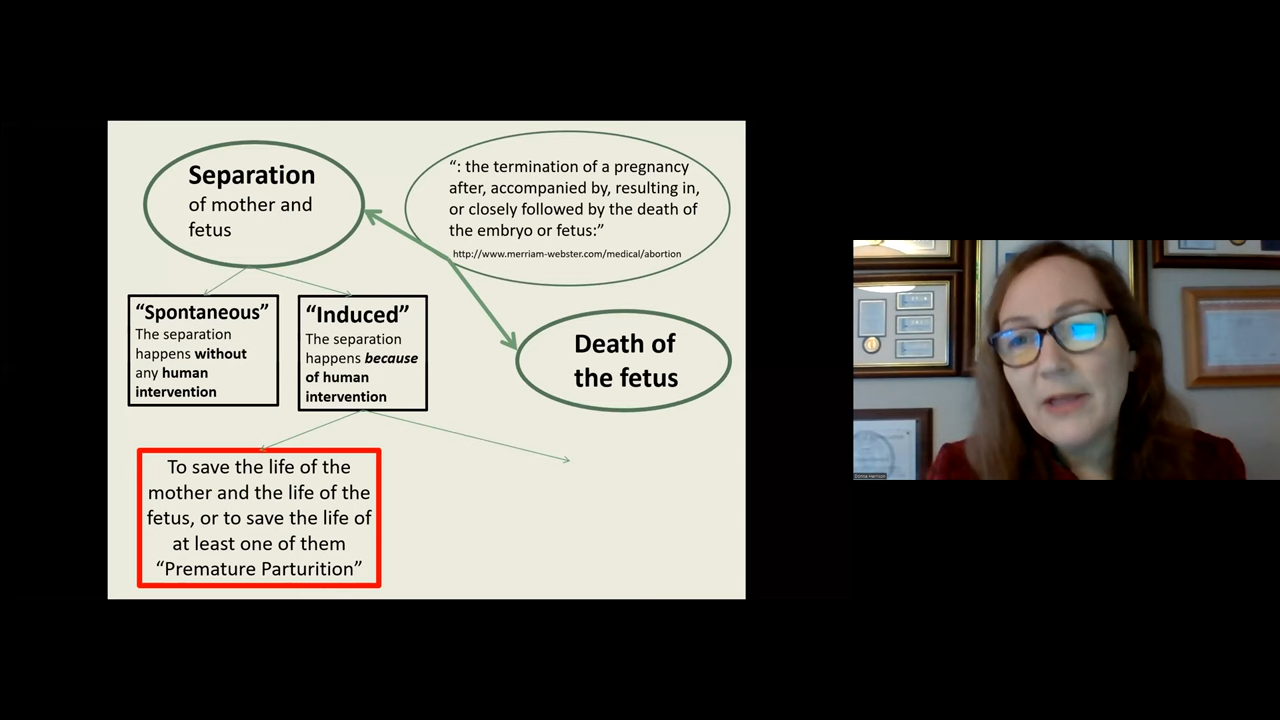 Separation
of mother and
fetus
“: the termination of a pregnancy
after, accompanied by, resulting in,
or closely followed by the death of
the embryo or fetus:”
http://www.merriam-webster.com/medical/abortion
“Spontaneous”
The separation
happens without
any human
intervention
“Induced”
The separation
happens because
of human
intervention
Death of
the fetus
To save the life of the
mother and the life of the
fetus, or to save the life of
at least one of them
“Premature Parturition”
Donna Harrison